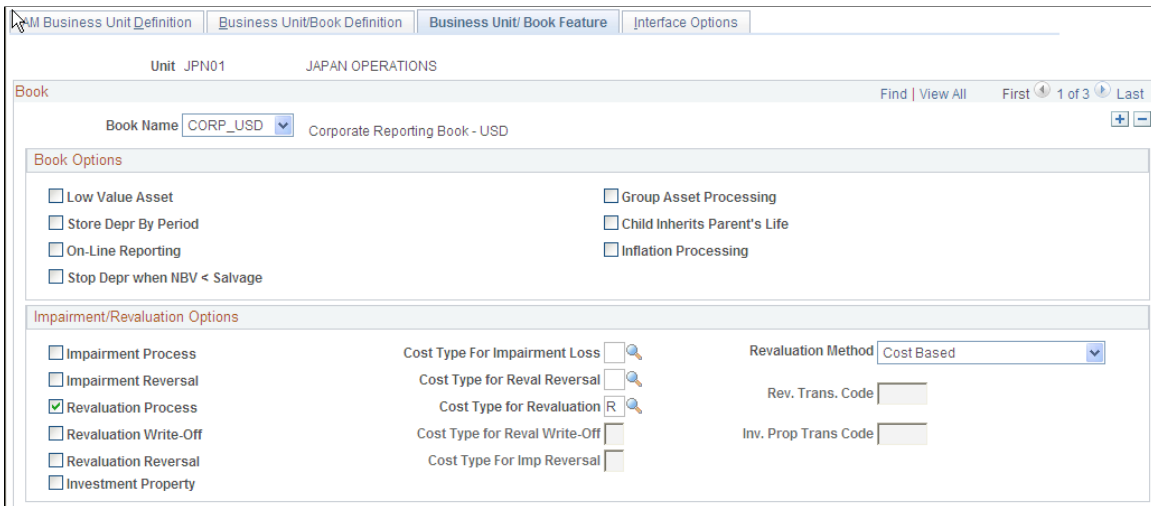 AM Business Unit Definition Business Unit/Book Definition Business Unit/ Book Feature Interface Options
Unit JPN01 JAPAN OPERATIONS
Book Find | View All First 1 of 3 Last
Book Name CORP_USD Corporate Reporting Book - USD
Book Options
Low Value Asset Group Asset Processing
Store Depr By Period Child Inherits Parent's Life
On-Line Reporting Inflation Processing
Stop Depr when NBV < Salvage
Impairment/Revaluation Options
Impairment Process Cost Type For Impairment Loss Revaluation Method Cost Based
Impairment Reversal Cost Type for Reval Reversal Rev. Trans. Code
Revaluation Process Cost Type for Revaluation R
Revaluation Write-Off Cost Type for Reval Write-Off Inv. Prop Trans Code
Revaluation Reversal Cost Type For Imp Reversal
Investment Property